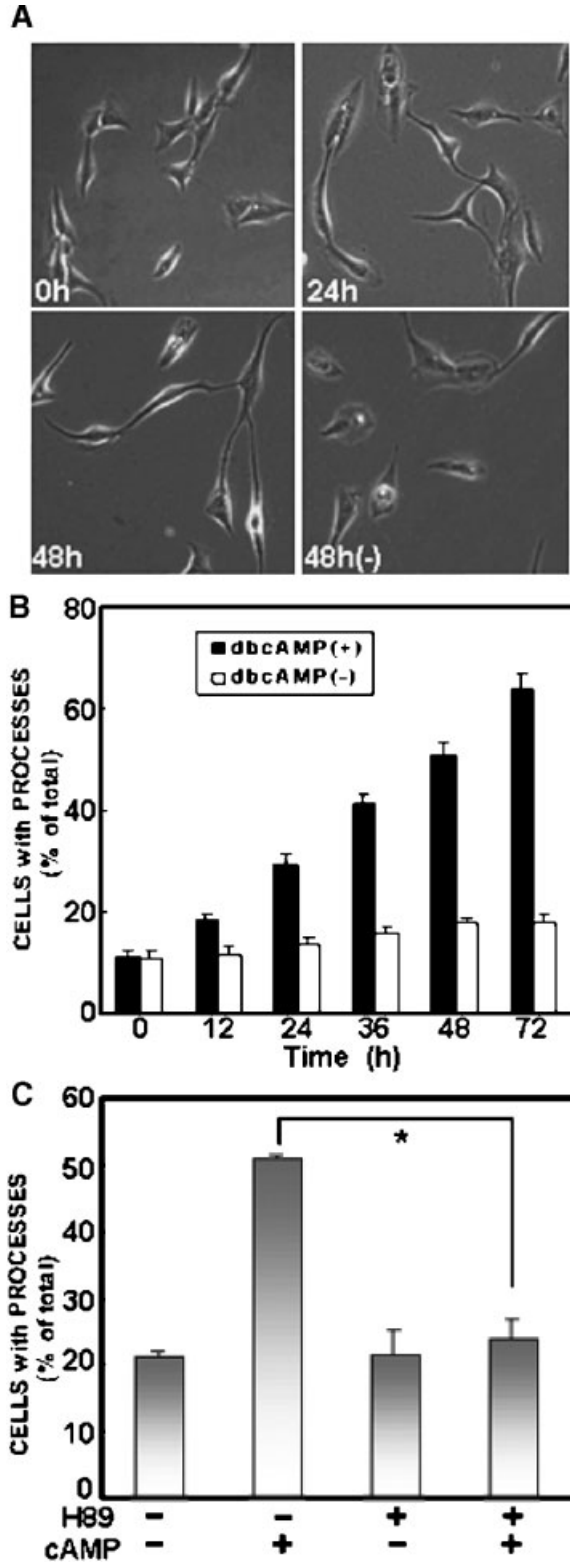 A
0h
24h
48h
48h(-)
B
80
60
40
20
0
CELLS with PROCESSES
(% of total)
dbcAMP(+)
dbcAMP(-)
0 12 24 36 48 72
Time (h)
C
60
50
40
30
20
10
0
CELLS with PROCESSES
(% of total)
*
H89 - - + +
cAMP - + - +